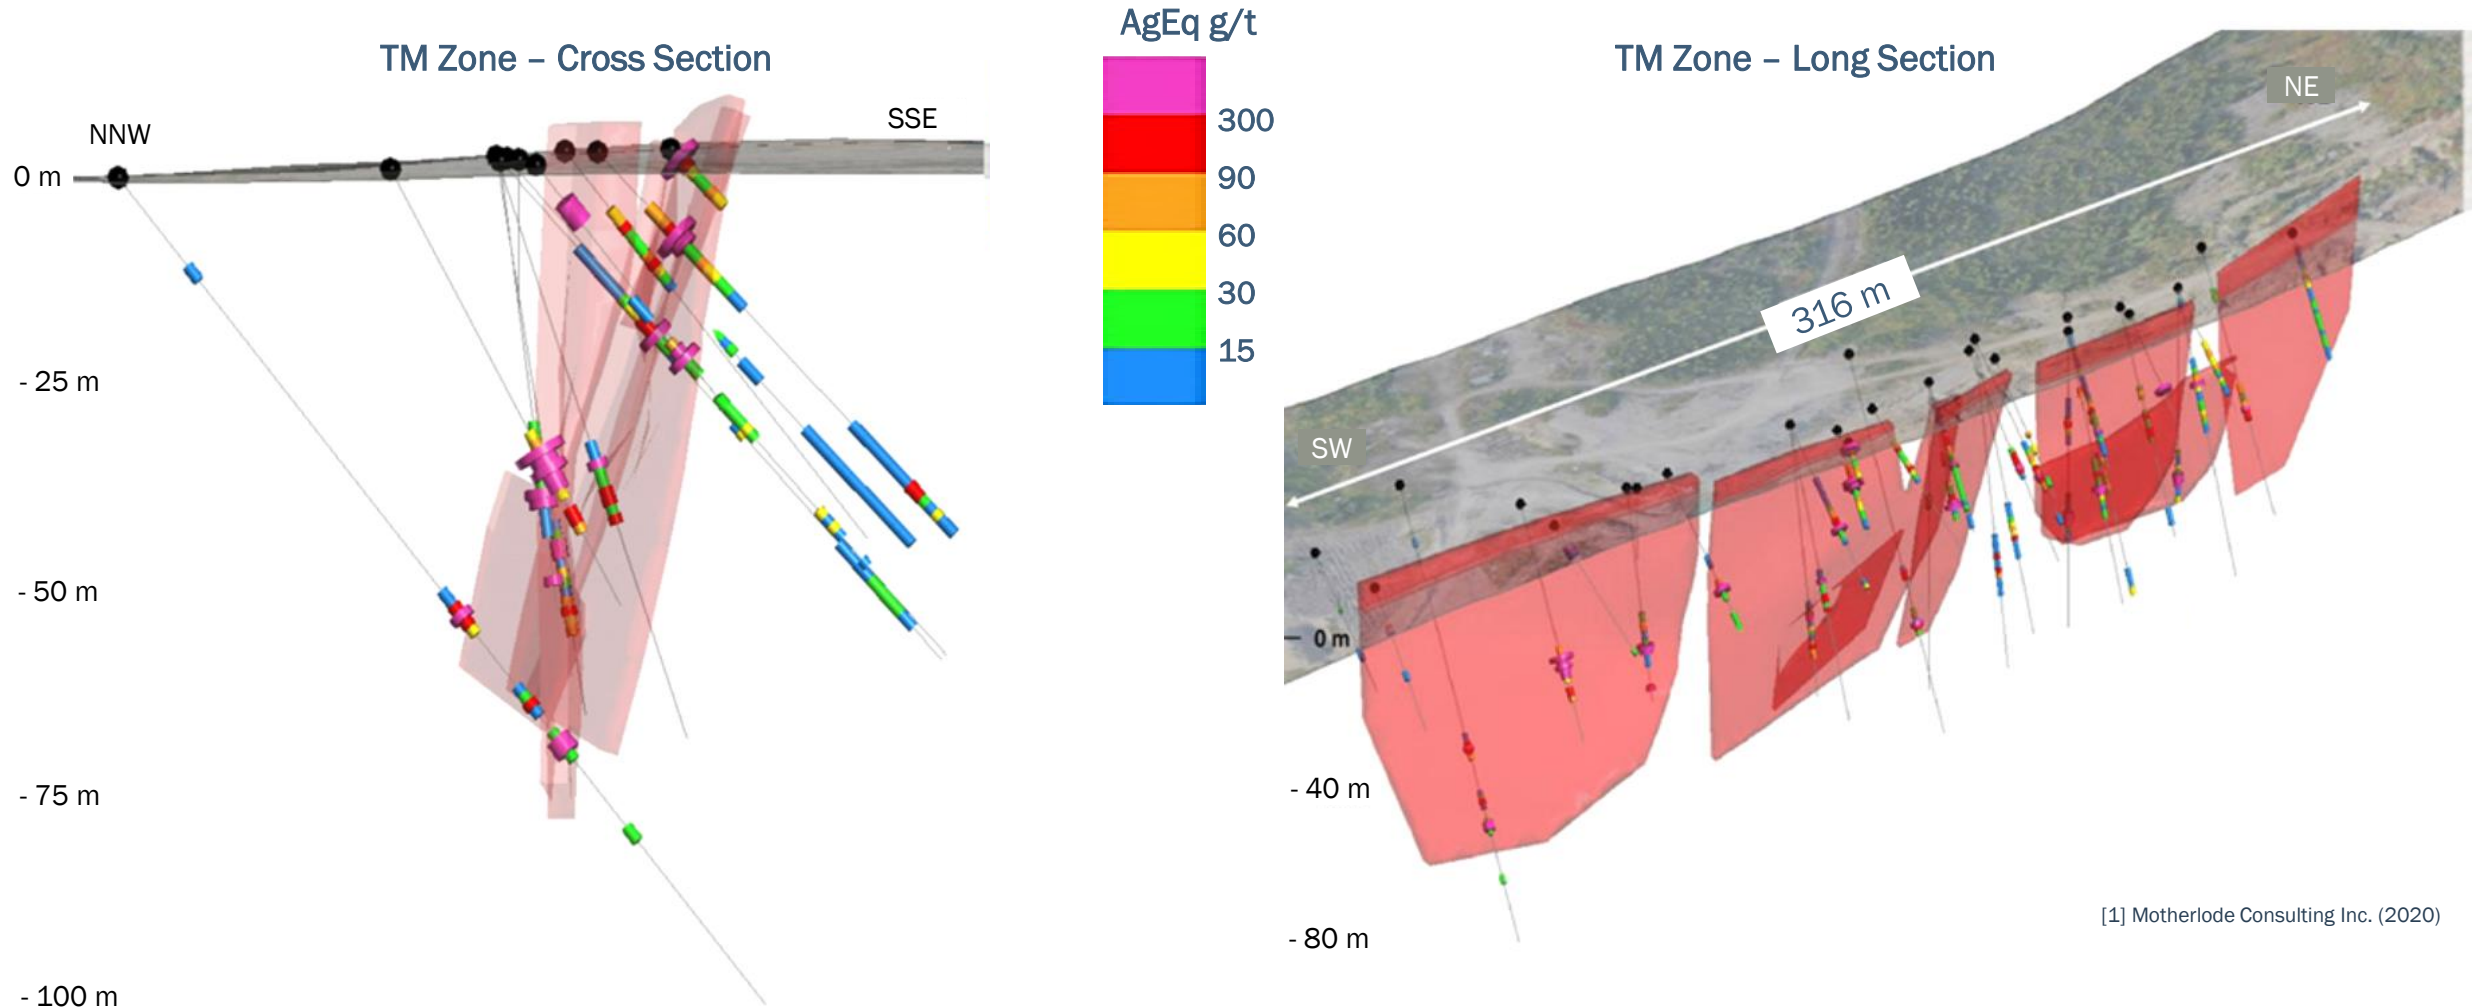 TM Zone – Cross Section
NNW
SSE
0 m
- 25 m
- 50 m
- 75 m
- 100 m
AgEq g/t
300
90
60
30
15
TM Zone – Long Section
NE
316 m
SW
0 m
- 40 m
- 80 m
[1] Motherlode Consulting Inc. (2020)